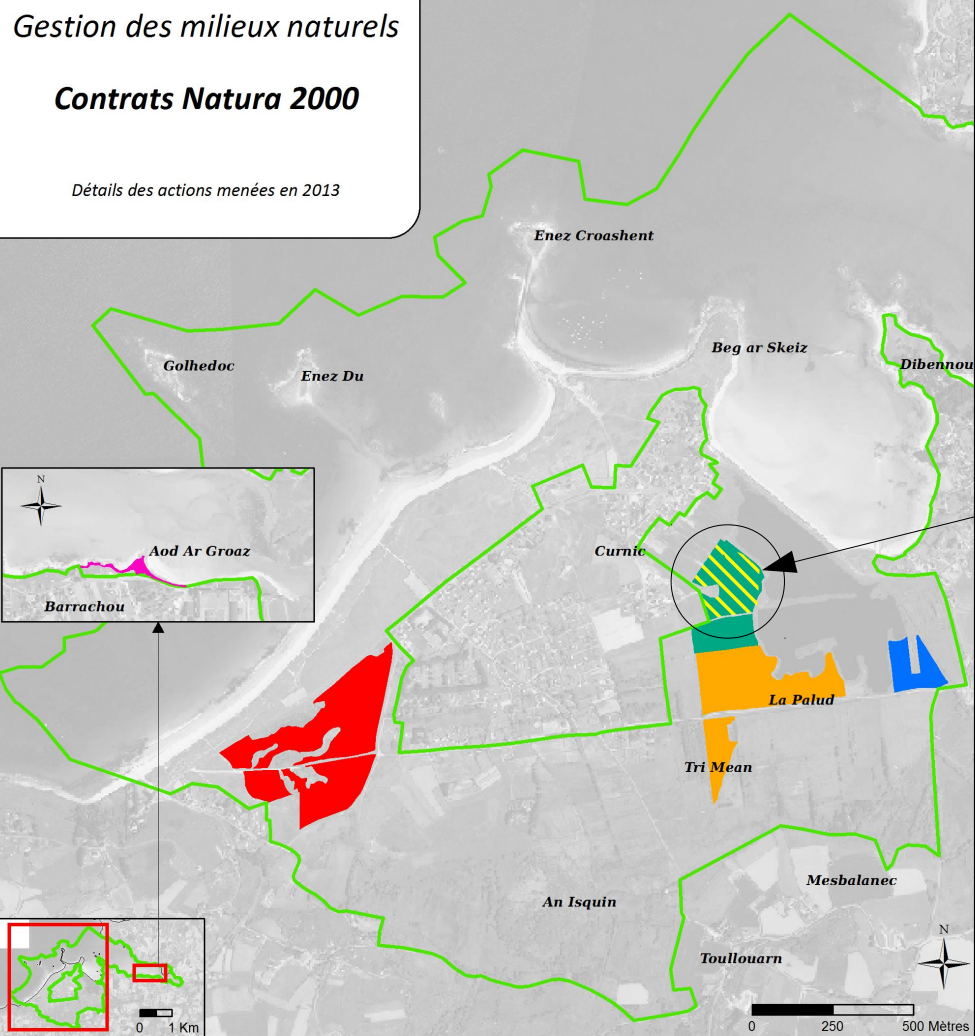 Gestion des milieux naturels
Contrats Natura 2000
Détails des actions menées en 2013
Enez Croashent
Beg ar Skeiz
Golhedoc
Enez Du
Dibennou
N
Aod Ar Groaz
Barrachou
Curnic
La Palud
Tri Mean
Mesbalanec
An Isquin
N
Toullouarn
0 1 Km
0 250 500 Mètres